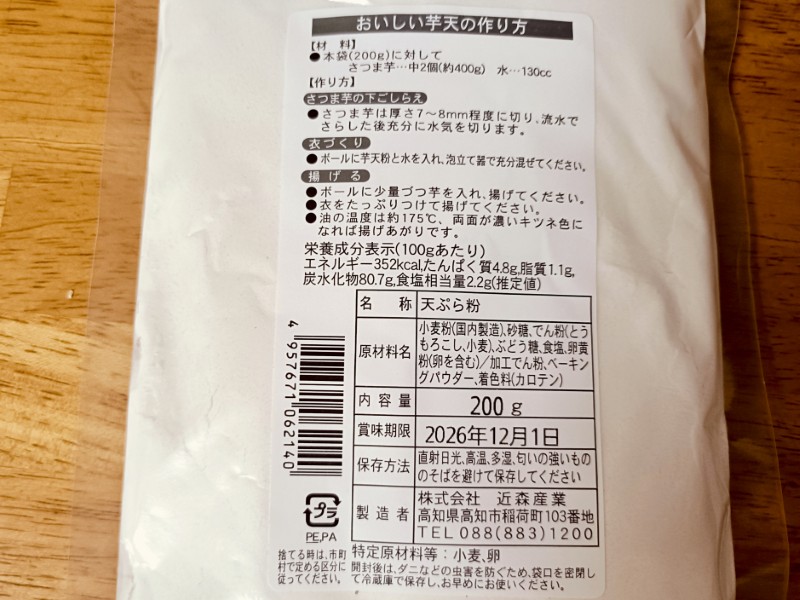 おいしい芋天の作り方
【材 料】
●本袋(200g)に対して
さつま芋…中2個(約400g) 水…130cc
【作り方】
さつま芋の下ごしらえ
●さつま芋は厚さ7〜8mm程度に切り、流水で
さらした後充分に水気を切ります。
衣づくり
●ボールに芋天粉と水を入れ、泡立て器で充分混ぜてください。
揚げる
●ボールに少量づつ芋を入れ、揚げてください。
●衣をたっぷりつけて揚げてください。
●油の温度は約175℃、両面が濃いキツネ色に
なれば揚げあがりです。
栄養成分表示(100gあたり)
エネルギー352kcal,たんぱく質4.8g,脂質1.1g,
炭水化物80.7g,食塩相当量2.2g(推定値)
名 称 天ぷら粉
原材料名 小麦粉(国内製造)、砂糖、でん粉(とう
もろこし、小麦)、ぶどう糖、食塩、卵黄
粉(卵を含む)/加工でん粉、ベーキ
ングパウダー、着色料(カロテン)
内容量 200g
賞味期限 2026年12月1日
保存方法 直射日光、高温、多湿、匂いの強いもの
のそばを避けて保存してください
製造者 株式会社 近森産業
高知県高知市稲荷町103番地
TEL 088(883)1200
4957671062140
プラ
PE,PA
捨てる時は、市町
村で定める区分に
従ってください。
特定原材料等:小麦、卵
開封後は、ダニなどの虫害を防ぐため、袋口を密閉し
て冷蔵庫で保存し、お早めにお使いください。